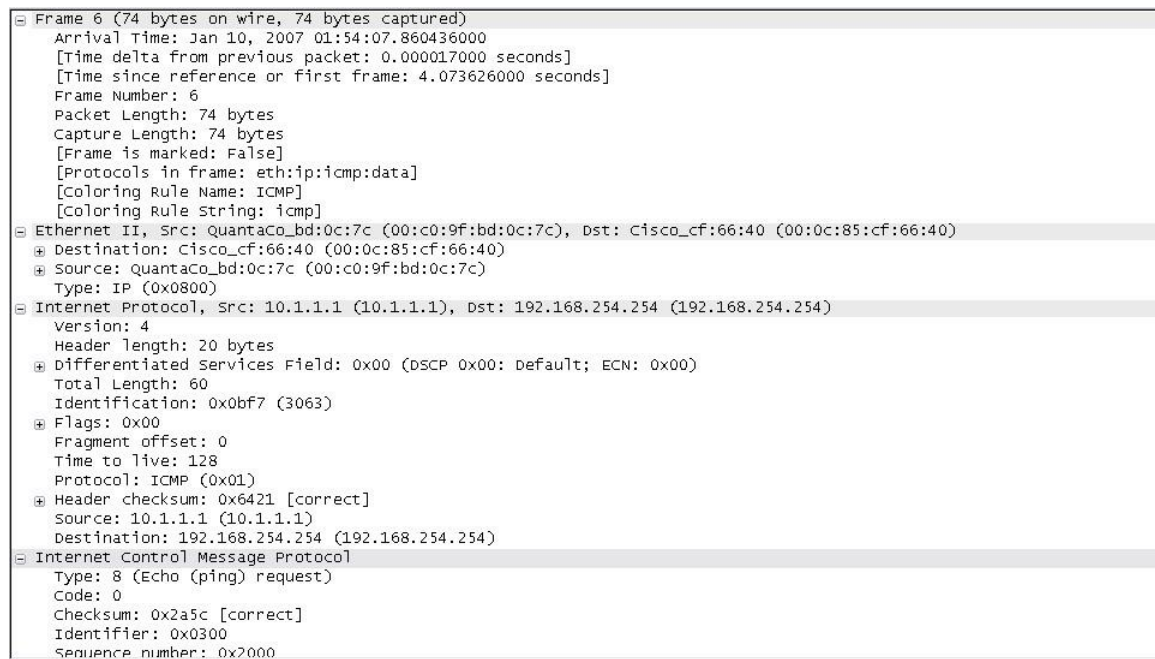 Frame 6 (74 bytes on wire, 74 bytes captured)
Arrival Time: Jan 10, 2007 01:54:07.860436000
[Time delta from previous packet: 0.000017000 seconds]
[Time since reference or first frame: 4.073626000 seconds]
Frame Number: 6
Packet Length: 74 bytes
Capture Length: 74 bytes
[Frame is marked: False]
[Protocols in frame: eth:ip:icmp:data]
[Coloring Rule Name: ICMP]
[Coloring Rule String: icmp]
Ethernet II, Src: QuantaCo_bd:0c:7c (00:c0:9f:bd:0c:7c), Dst: Cisco_cf:66:40 (00:0c:85:cf:66:40)
Destination: Cisco_cf:66:40 (00:0c:85:cf:66:40)
Source: QuantaCo_bd:0c:7c (00:c0:9f:bd:0c:7c)
Type: IP (0x0800)
Internet Protocol, Src: 10.1.1.1 (10.1.1.1), Dst: 192.168.254.254 (192.168.254.254)
Version: 4
Header length: 20 bytes
Differentiated Services Field: 0x00 (DSCP 0x00: Default; ECN: 0x00)
Total Length: 60
Identification: 0x0bf7 (3063)
Flags: 0x00
Fragment offset: 0
Time to live: 128
Protocol: ICMP (0x01)
Header checksum: 0x6421 [correct]
Source: 10.1.1.1 (10.1.1.1)
Destination: 192.168.254.254 (192.168.254.254)
Internet Control Message Protocol
Type: 8 (Echo (ping) request)
Code: 0
Checksum: 0x2a5c [correct]
Identifier: 0x0300
Sequence number: 0x2000